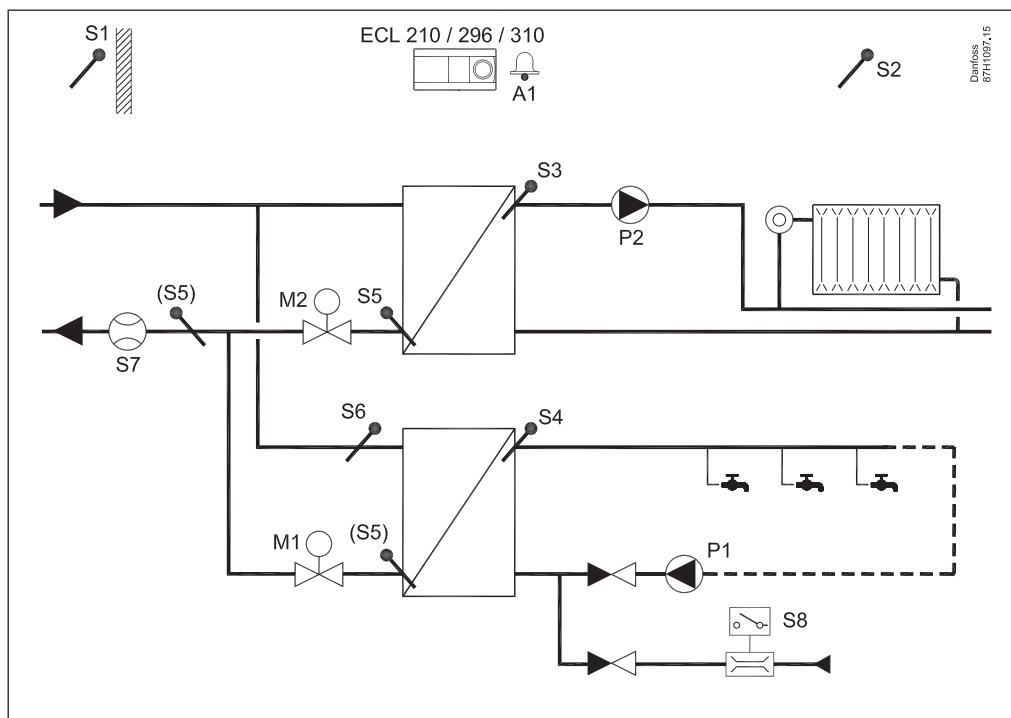 S1
ECL 210 / 296 / 310
A1
S2
Danfoss
87H1097.15
S3
P2
(S5)
M2
S5
S7
S6
S4
M1
(S5)
P1
S8